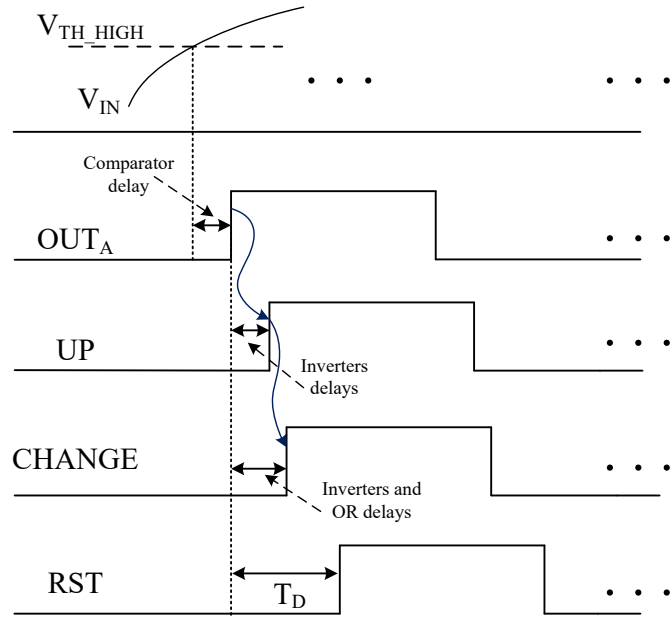 V_TH_HIGH
V_IN
Comparator
delay
OUT_A
UP
Inverters
delays
CHANGE
Inverters and
OR delays
RST
T_D